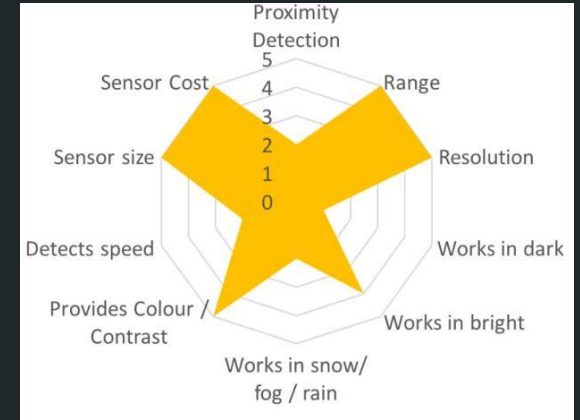 Proximity
Detection
5
Sensor Cost
4
Range
3
Sensor size
2
Resolution
1
0
Detects speed
Works in dark
Provides Colour /
Contrast
Works in bright
Works in snow/
fog / rain